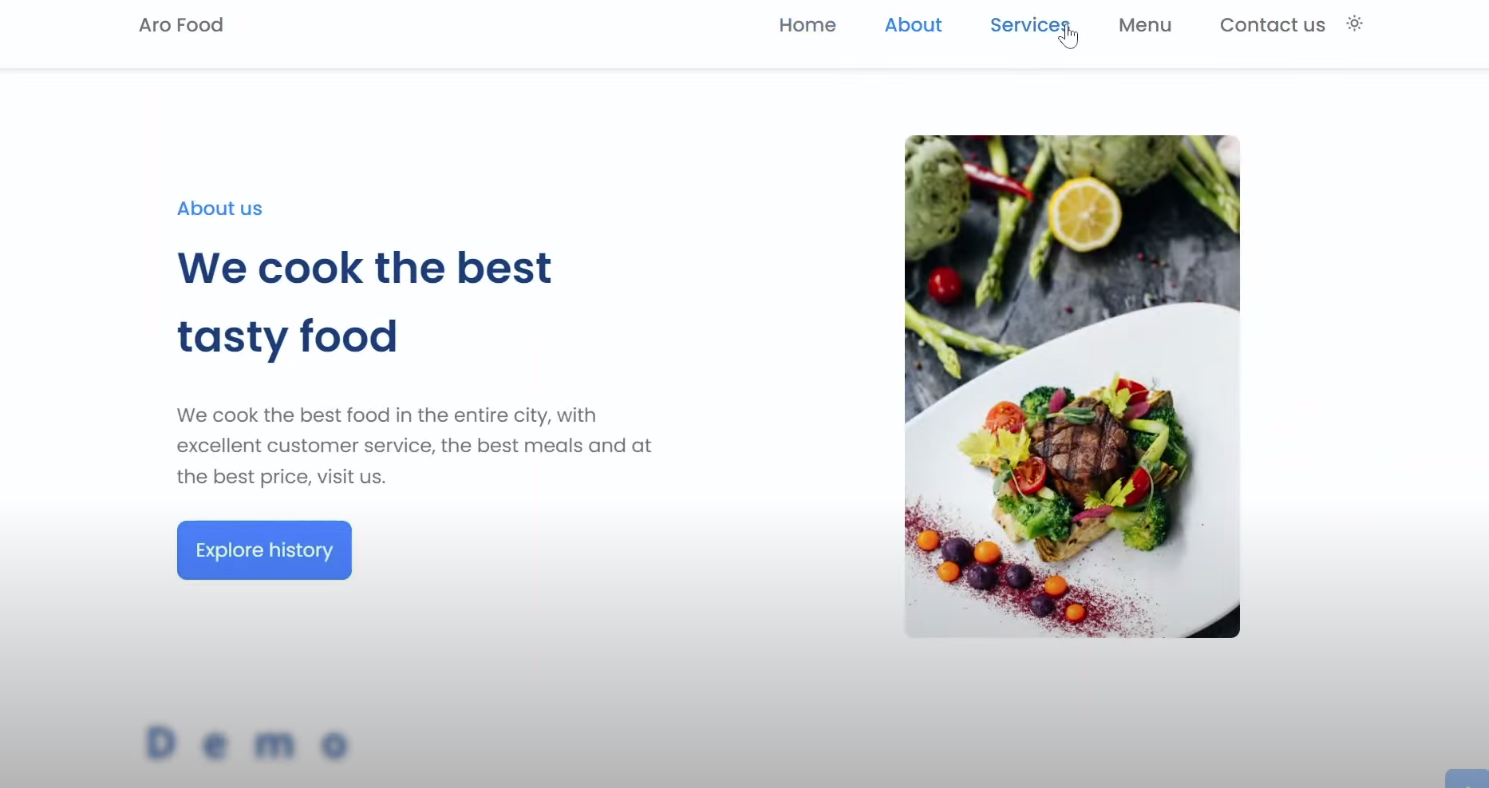 Aro Food
Home About Services Menu Contact us
About us
We cook the best
tasty food
We cook the best food in the entire city, with
excellent customer service, the best meals and at
the best price, visit us.
Explore history
Demo